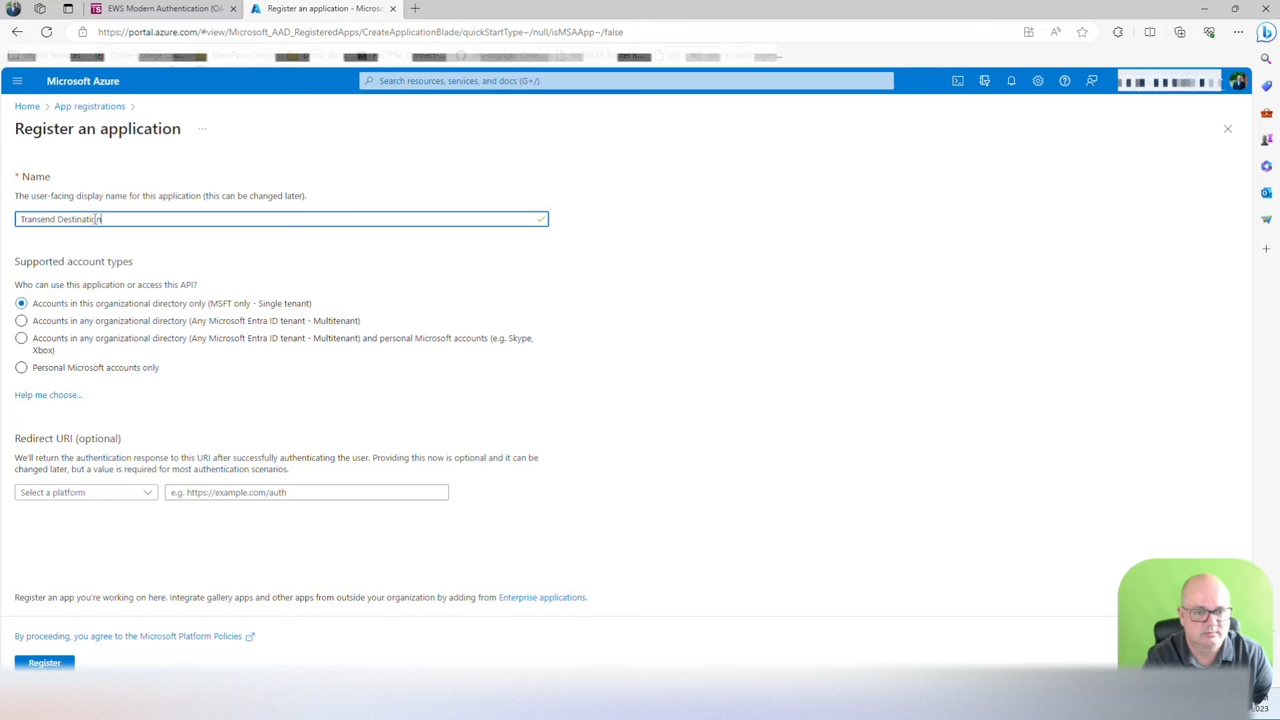 EWS Modern Authentication (OA
Register an application - Microso
https://portal.azure.com/#view/Microsoft_AAD_RegisteredApps/CreateApplicationBlade/quickStartType~/null/isMSAApp~/false
Microsoft Azure
Search resources, services, and docs (G+/)
Home > App registrations >
Register an application ...
* Name
The user-facing display name for this application (this can be changed later).
Transend Destination
Supported account types
Who can use this application or access this API?
Accounts in this organizational directory only (MSFT only - Single tenant)
Accounts in any organizational directory (Any Microsoft Entra ID tenant - Multitenant)
Accounts in any organizational directory (Any Microsoft Entra ID tenant - Multitenant) and personal Microsoft accounts (e.g. Skype,
Xbox)
Personal Microsoft accounts only
Help me choose...
Redirect URI (optional)
We'll return the authentication response to this URI after successfully authenticating the user. Providing this now is optional and it can be
changed later, but a value is required for most authentication scenarios.
Select a platform
e.g. https://example.com/auth
Register an app you're working on here. Integrate gallery apps and other apps from outside your organization by adding from Enterprise applications.
By proceeding, you agree to the Microsoft Platform Policies
Register
2023